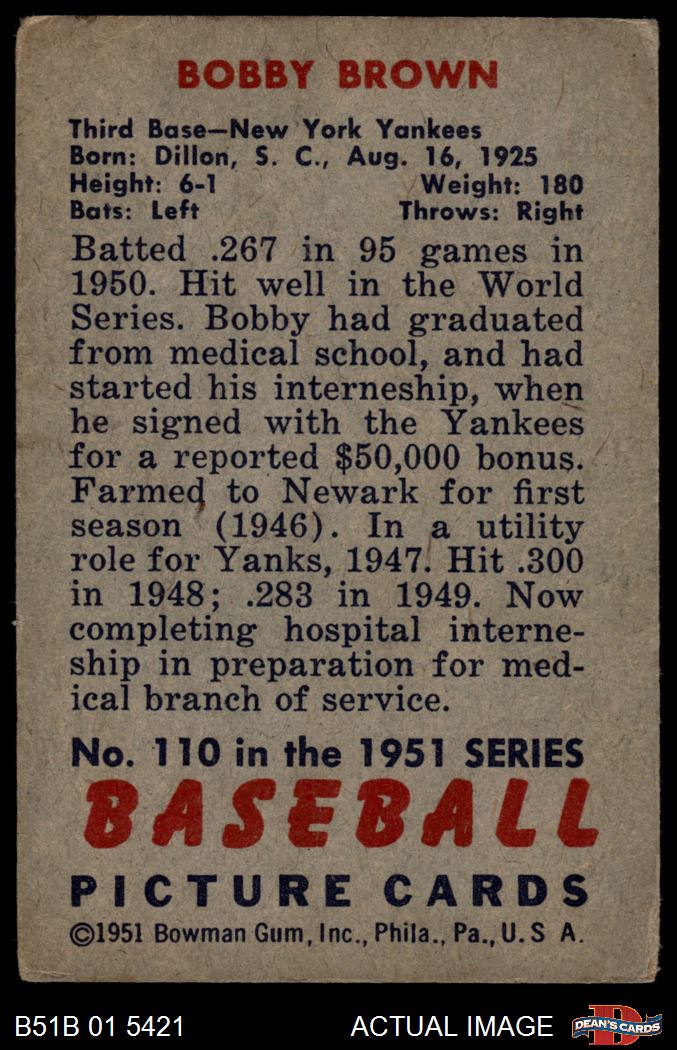 BOBBY BROWN
Third Base—New York Yankees
Born: Dillon, S. C., Aug. 16, 1925
Height: 6-1 Weight: 180
Bats: Left Throws: Right
Batted .267 in 95 games in
1950. Hit well in the World
Series. Bobby had graduated
from medical school, and had
started his interneship, when
he signed with the Yankees
for a reported $50,000 bonus.
Farmed to Newark for first
season (1946). In a utility
role for Yanks, 1947. Hit .300
in 1948; .283 in 1949. Now
completing hospital interne-
ship in preparation for med-
ical branch of service.
No. 110 in the 1951 SERIES
BASEBALL
PICTURE CARDS
©1951 Bowman Gum, Inc., Phila., Pa., U. S A.
B51B 01 5421 ACTUAL IMAGE D DEAN'S CARDS